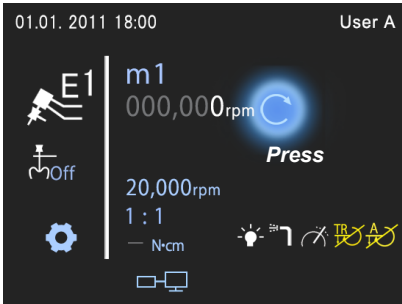 01.01. 2011 18:00 User A
E1
m1
000,000rpm
Press
Off
20,000rpm
1 : 1
— N•cm
TR A